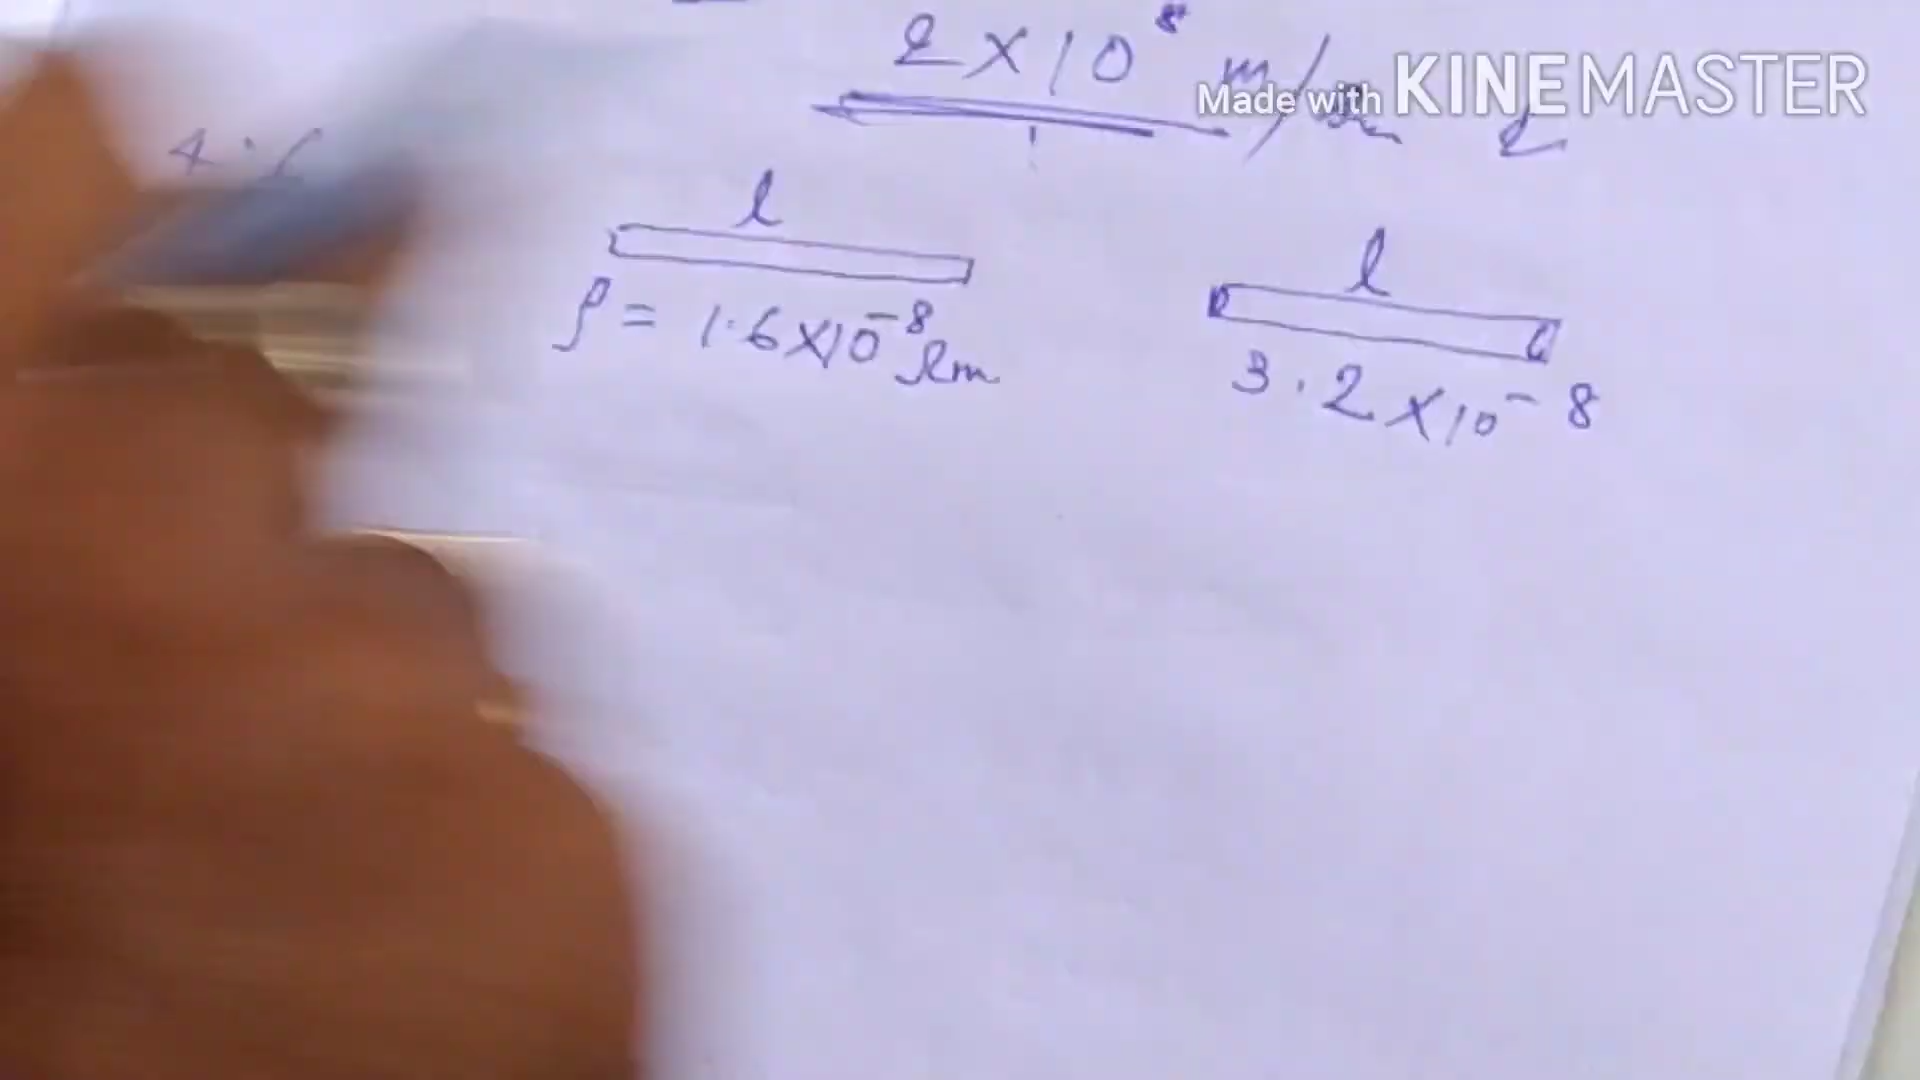 2 × 10⁸ m/
Made with KINEMASTER
l
l
ρ = 1.6×10⁻⁸ Ωm
3.2×10⁻⁸